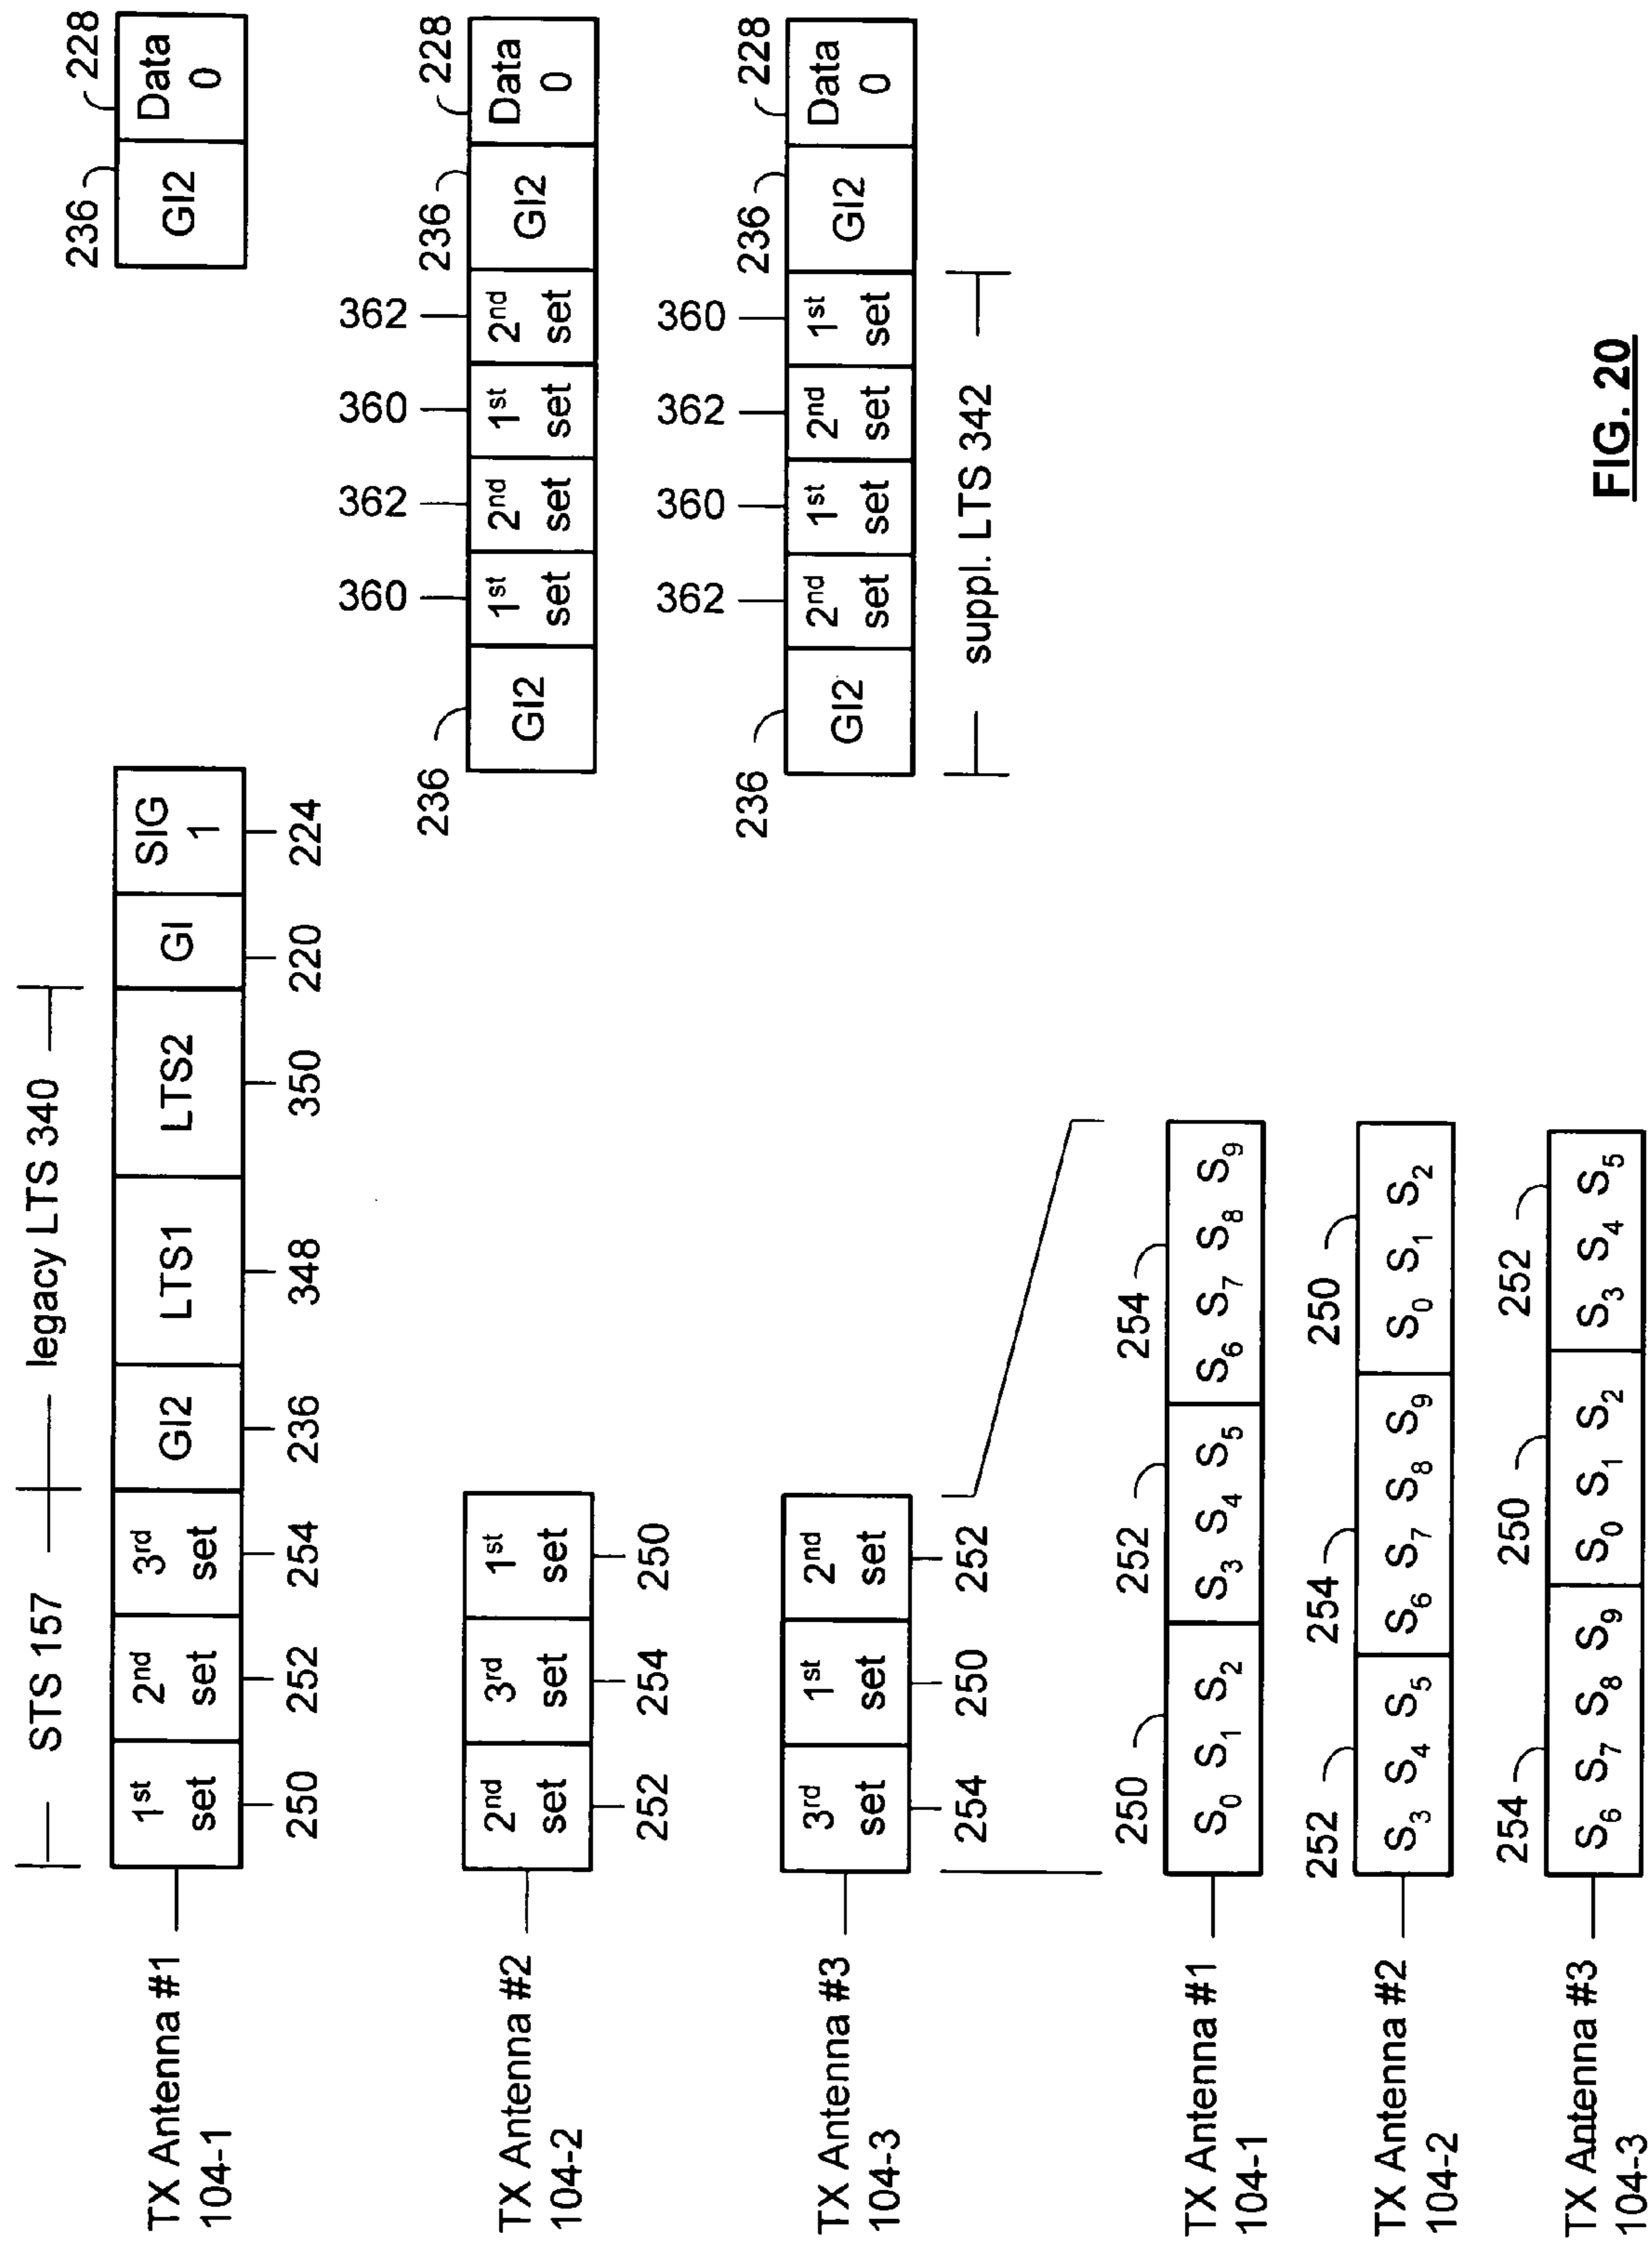 STS 157
legacy LTS 340
TX Antenna #1
104-1
1st set
2nd set
3rd set
GI2
LTS1
LTS2
GI
SIG 1
GI2
Data 0
250
252
254
236
348
350
220
224
236
228
TX Antenna #2
104-2
2nd set
3rd set
1st set
GI2
1st set
2nd set
1st set
2nd set
GI2
Data 0
252
254
250
236
360
362
360
362
236
228
TX Antenna #3
104-3
3rd set
1st set
2nd set
GI2
2nd set
1st set
2nd set
1st set
GI2
Data 0
254
250
252
236
362
360
362
360
236
228
suppl. LTS 342
TX Antenna #1
104-1
250
252
254
S0 S1 S2
S3 S4 S5
S6 S7 S8 S9
TX Antenna #2
104-2
252
254
250
S3 S4 S5
S6 S7 S8 S9
S0 S1 S2
TX Antenna #3
104-3
254
250
252
S6 S7 S8 S9
S0 S1 S2
S3 S4 S5
FIG. 20